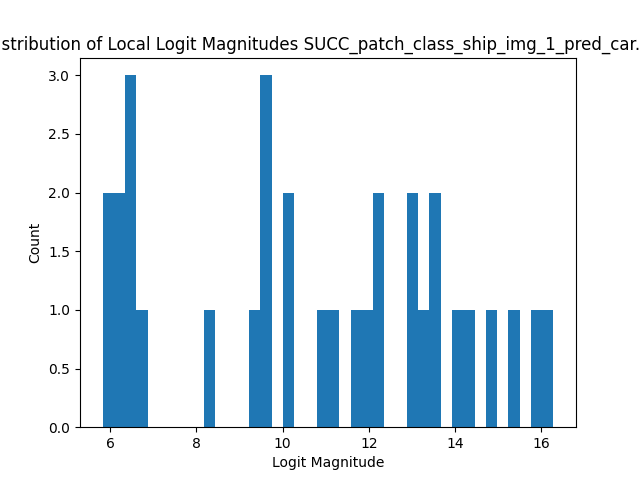 stribution of Local Logit Magnitudes SUCC_patch_class_ship_img_1_pred_car.
3.0
2.5
2.0
1.5
1.0
0.5
0.0
Count
6 8 10 12 14 16
Logit Magnitude